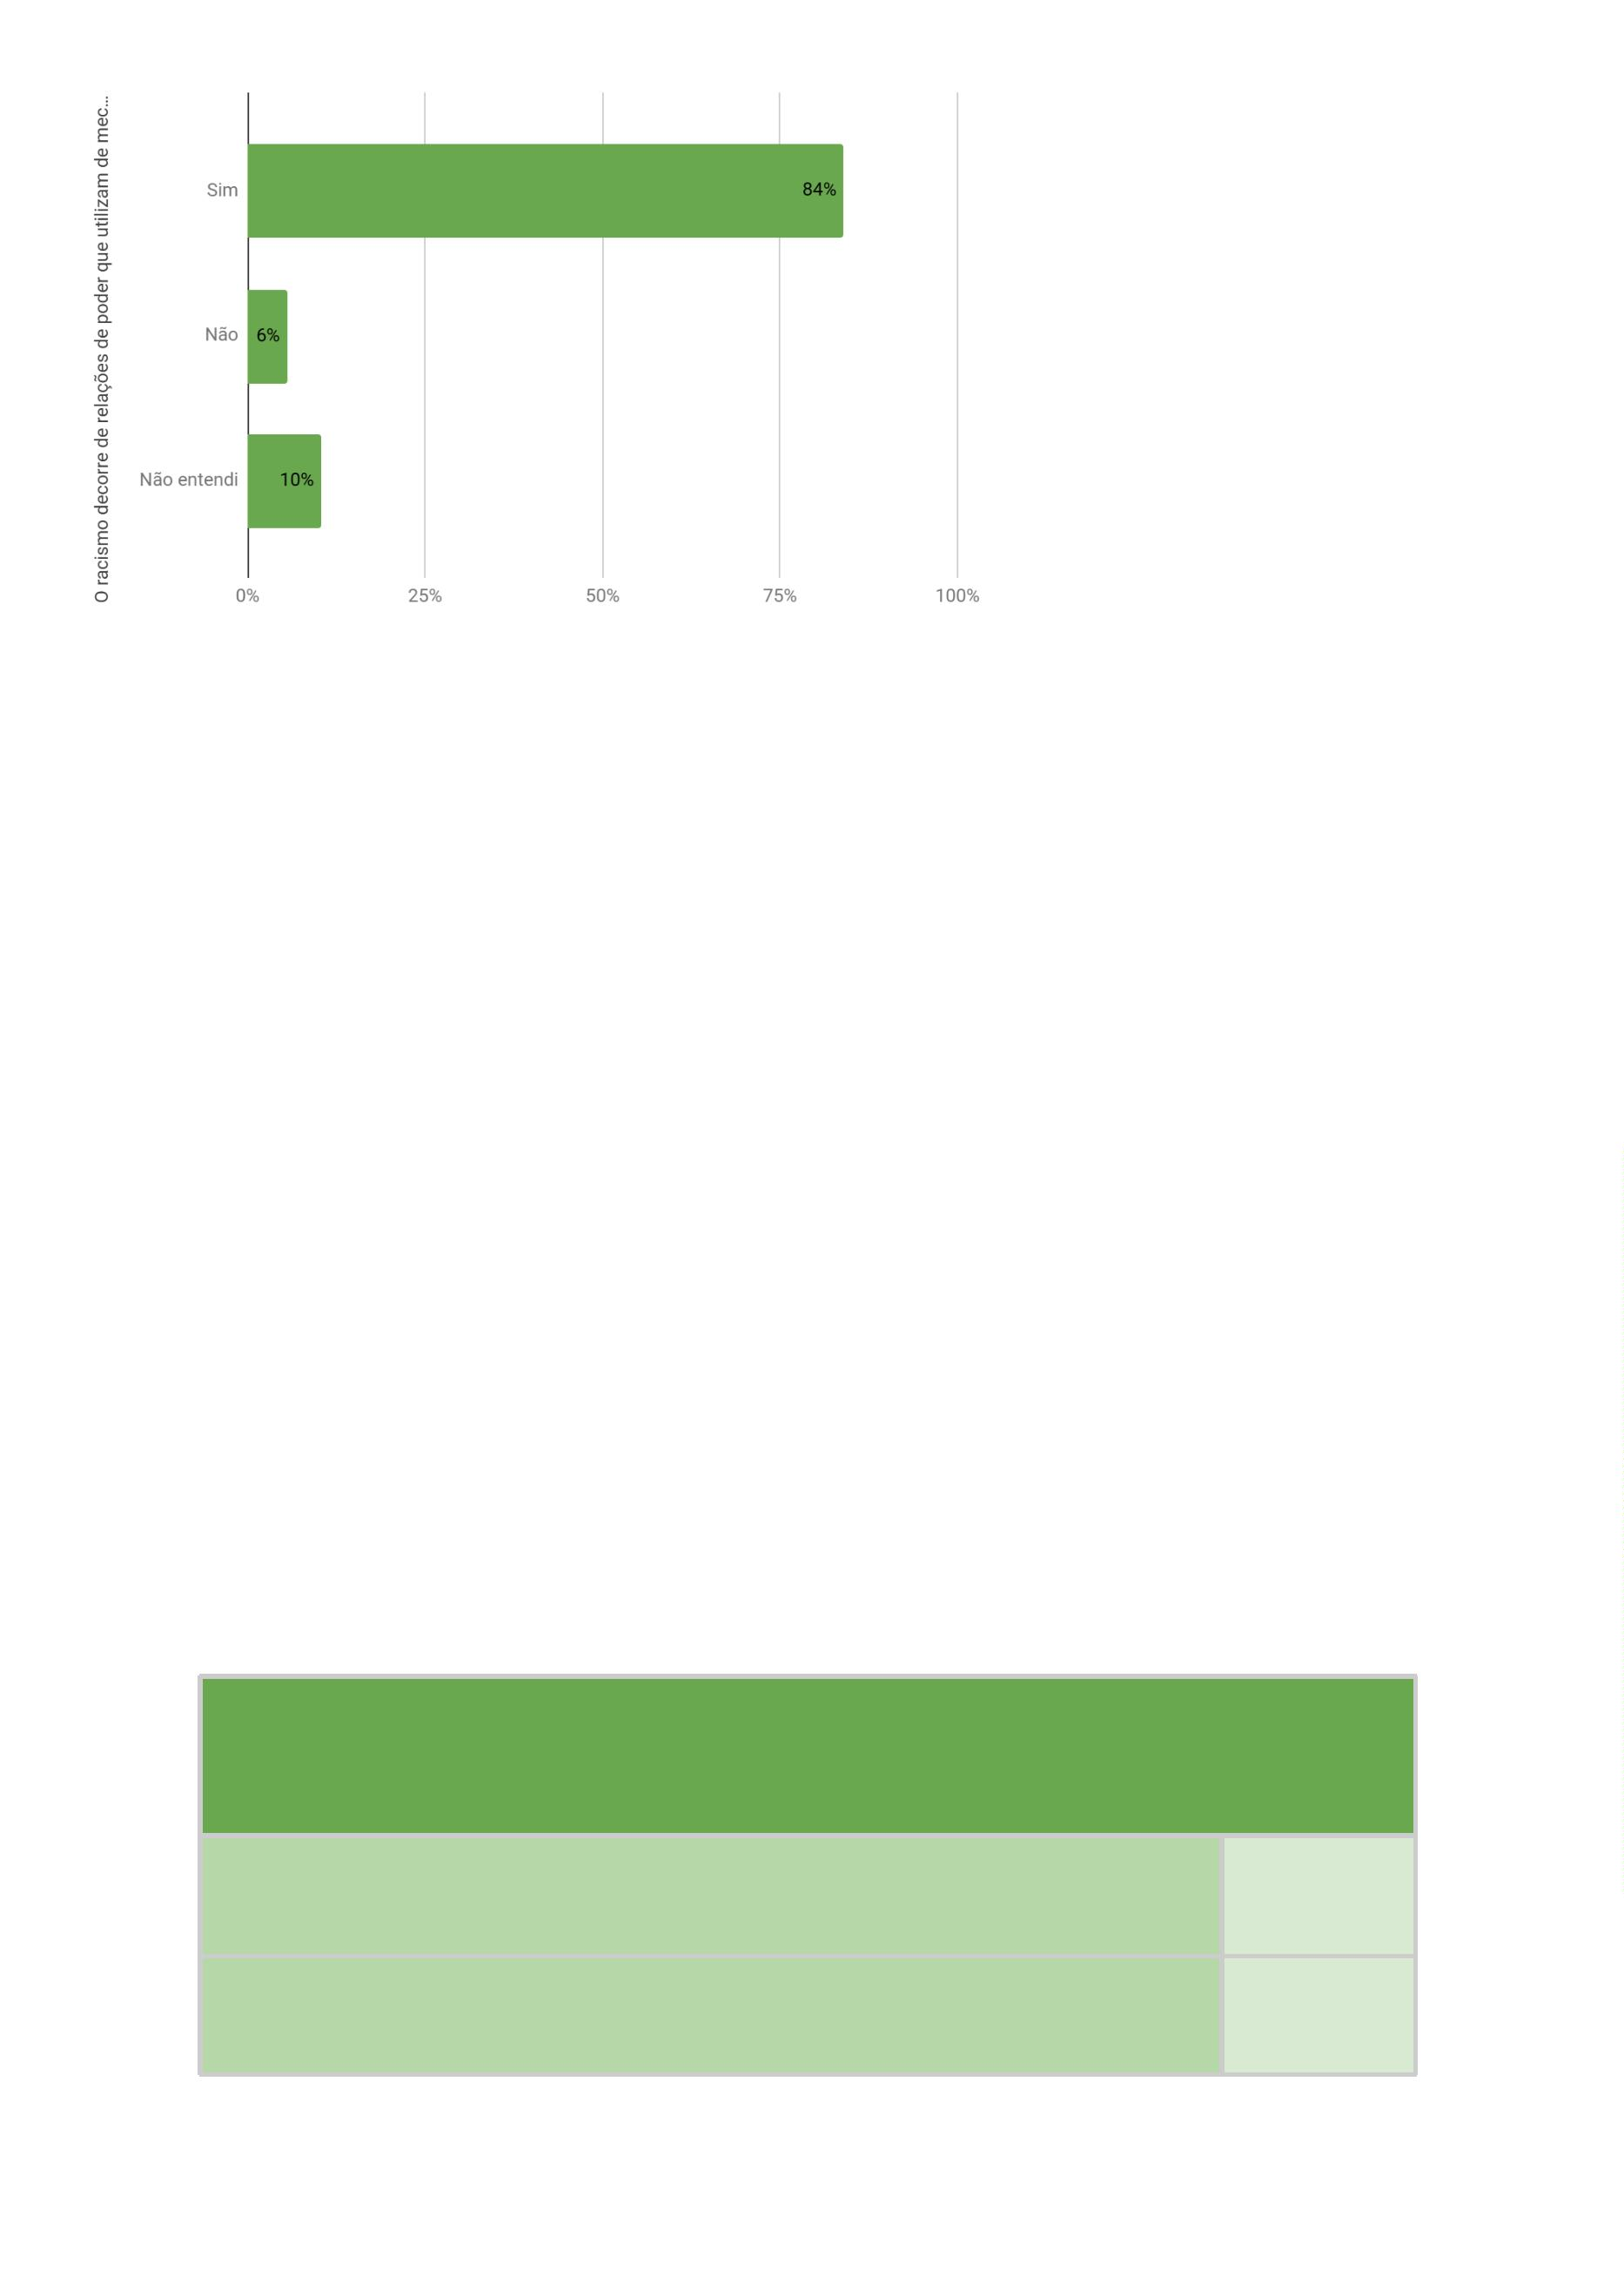 O racismo decorre de relações de poder que utilizam de mec...
Sim
84%
Não
6%
Não entendi
10%
0%
25%
50%
75%
100%